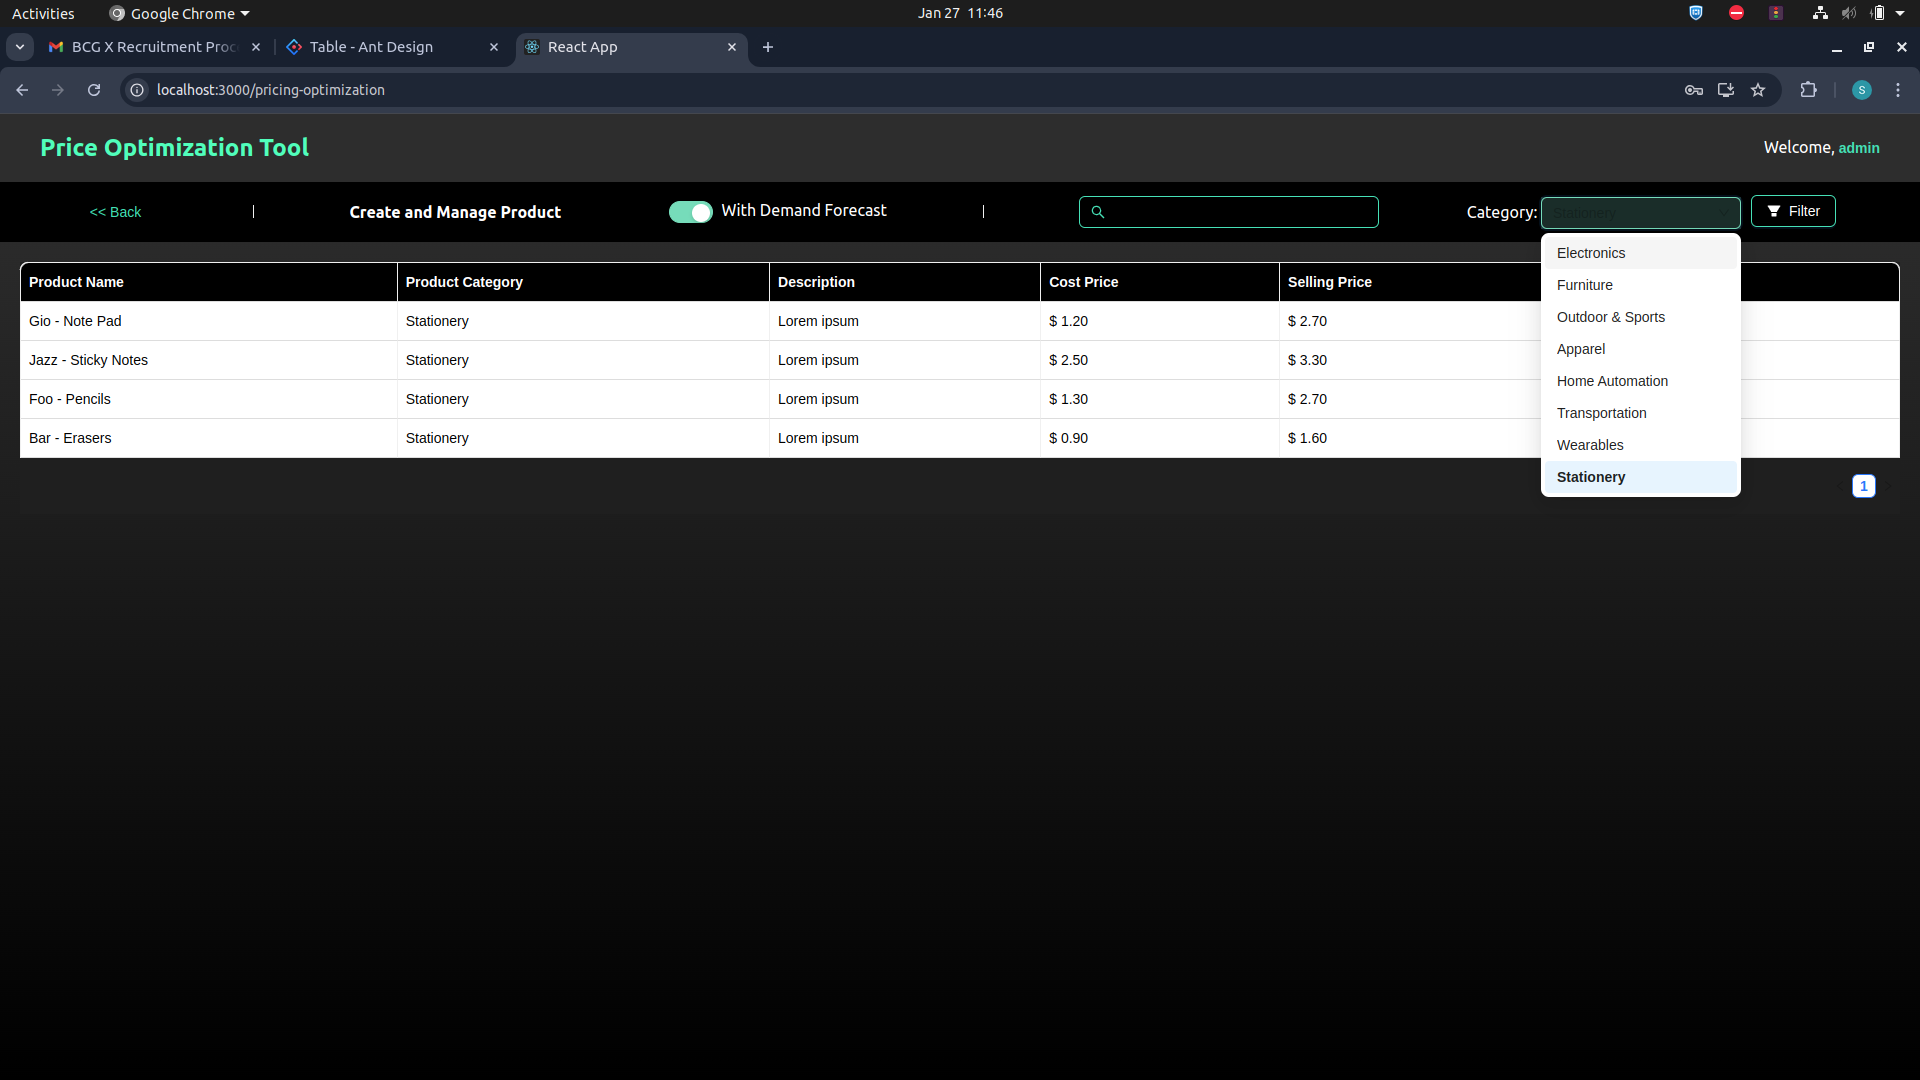 Activities Google Chrome Jan 27 11:46
BCG X Recruitment Proc Table - Ant Design React App
localhost:3000/pricing-optimization S
Price Optimization Tool Welcome, admin
<< Back | Create and Manage Product With Demand Forecast | Category: Stationery Filter
Product Name Product Category Description Cost Price Selling Price
Gio - Note Pad Stationery Lorem ipsum $ 1.20 $ 2.70
Jazz - Sticky Notes Stationery Lorem ipsum $ 2.50 $ 3.30
Foo - Pencils Stationery Lorem ipsum $ 1.30 $ 2.70
Bar - Erasers Stationery Lorem ipsum $ 0.90 $ 1.60
Electronics
Furniture
Outdoor & Sports
Apparel
Home Automation
Transportation
Wearables
Stationery
1